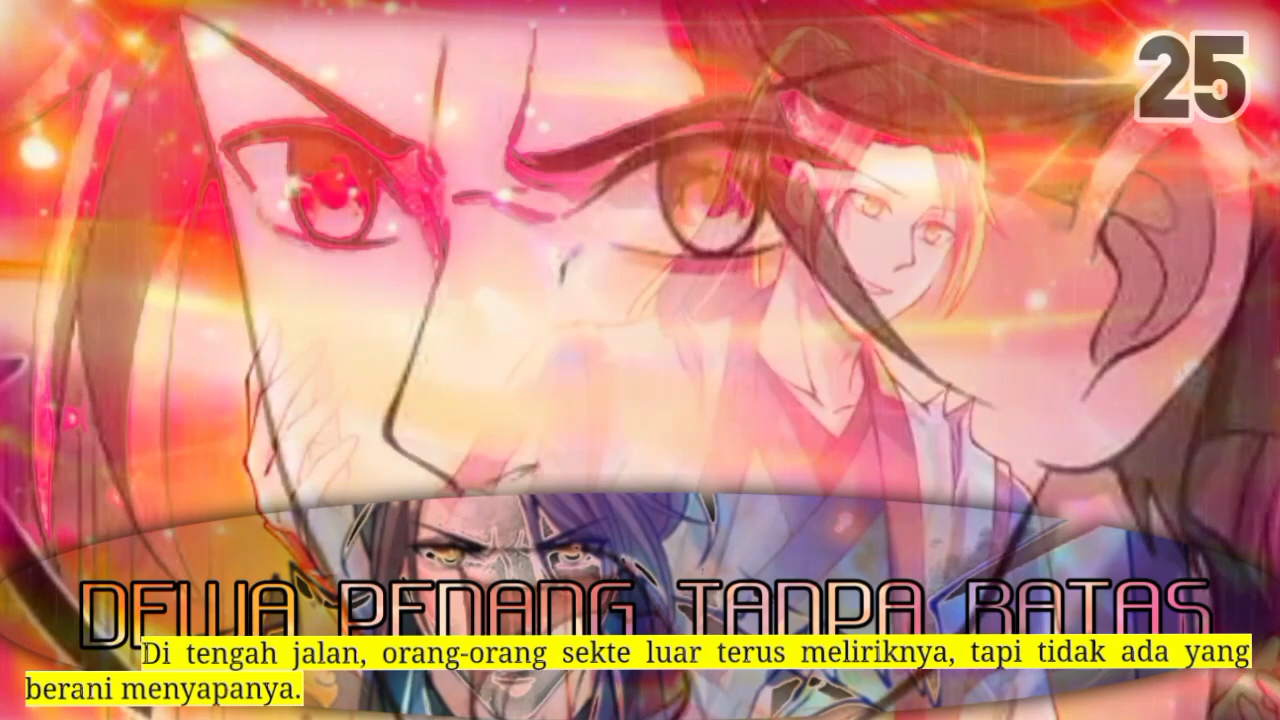 25
DEWA PEDANG TANPA BATAS
Di tengah jalan, orang-orang sekte luar terus meliriknya, tapi tidak ada yang
berani menyapanya.